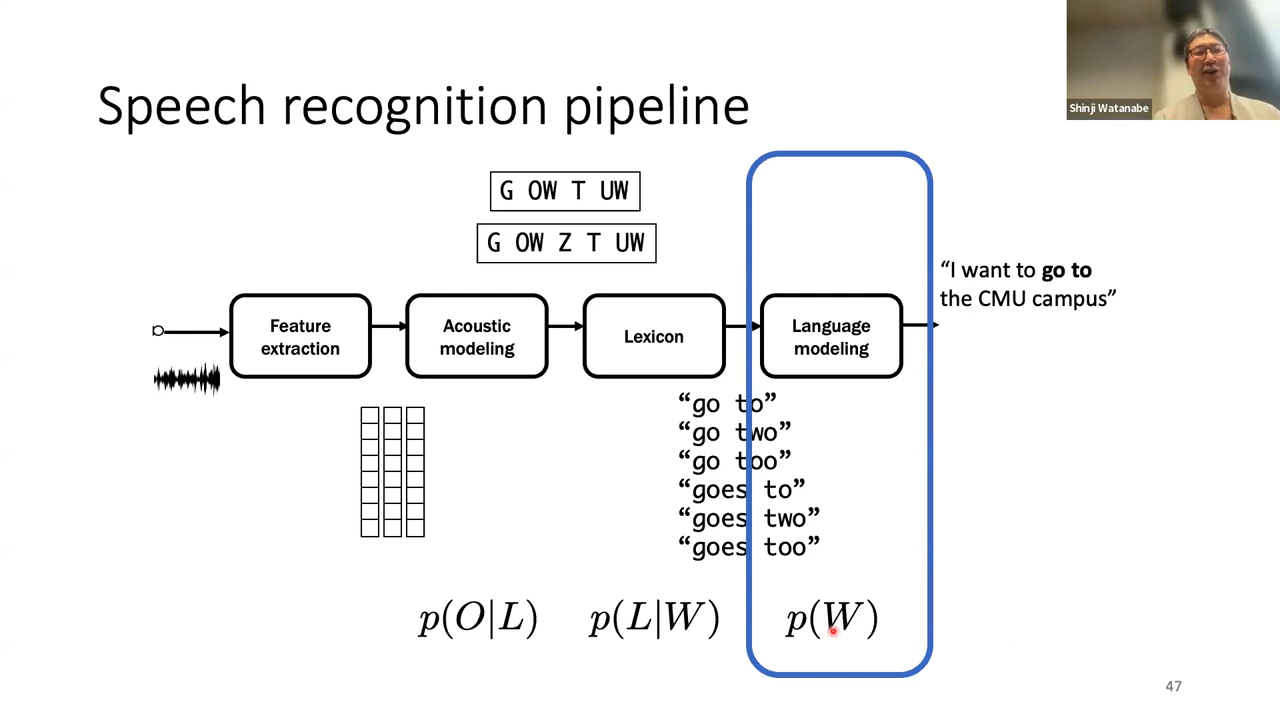 Shinji Watanabe
Speech recognition pipeline
G OW T UW
G OW Z T UW
Feature
extraction
Acoustic
modeling
Lexicon
Language
modeling
“I want to go to
the CMU campus”
“go to”
“go two”
“go too”
“goes to”
“goes two”
“goes too”
p(O|L)
p(L|W)
p(W)
47